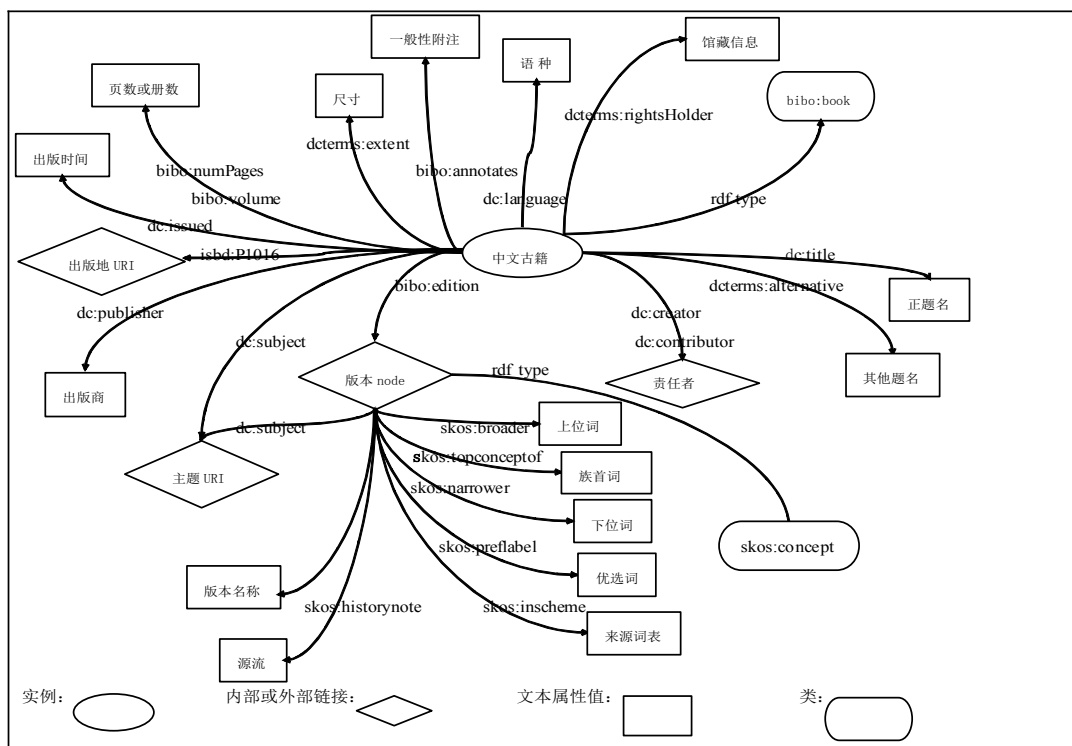 一般性附注
语 种
馆藏信息
页数或册数
尺寸
bibo:book
dcterms:extent
dcterms:rightsHolder
出版时间
bibo:numPages
bibo:annotates
bibo:volume
dc:language
rdf type
dc:issued
isbd:P1016
出版地 URI
中文古籍
dc:title
bibo:edition
dcterms:alternative
正题名
dc:publisher
dc:creator
dc:subject
dc:contributor
出版商
版本 node
rdf type
责任者
其他题名
dc:subject
skos:broader
上位词
skos:topconceptof
族首词
主题 URI
skos:narrower
下位词
skos:preflabel
skos:concept
优选词
版本名称
skos:historynote
skos:inscheme
来源词表
源流
实例:
内部或外部链接:
文本属性值:
类: